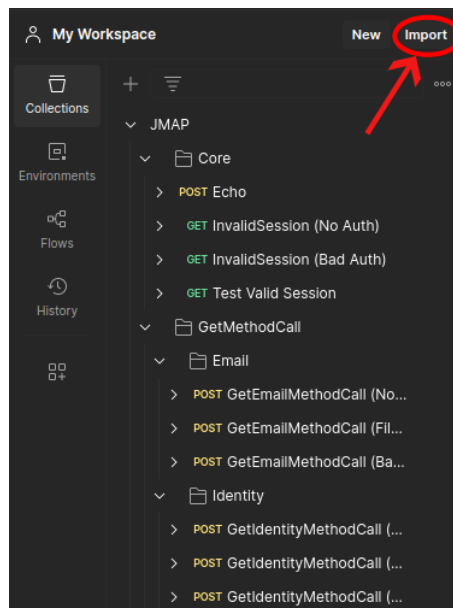 My Workspace New Import
Collections
JMAP
Core
Environments
POST Echo
GET InvalidSession (No Auth)
Flows
GET InvalidSession (Bad Auth)
GET Test Valid Session
History
GetMethodCall
Email
POST GetEmailMethodCall (No...
POST GetEmailMethodCall (Fil...
POST GetEmailMethodCall (Ba...
Identity
POST GetIdentityMethodCall (...
POST GetIdentityMethodCall (...
POST GetIdentityMethodCall (...